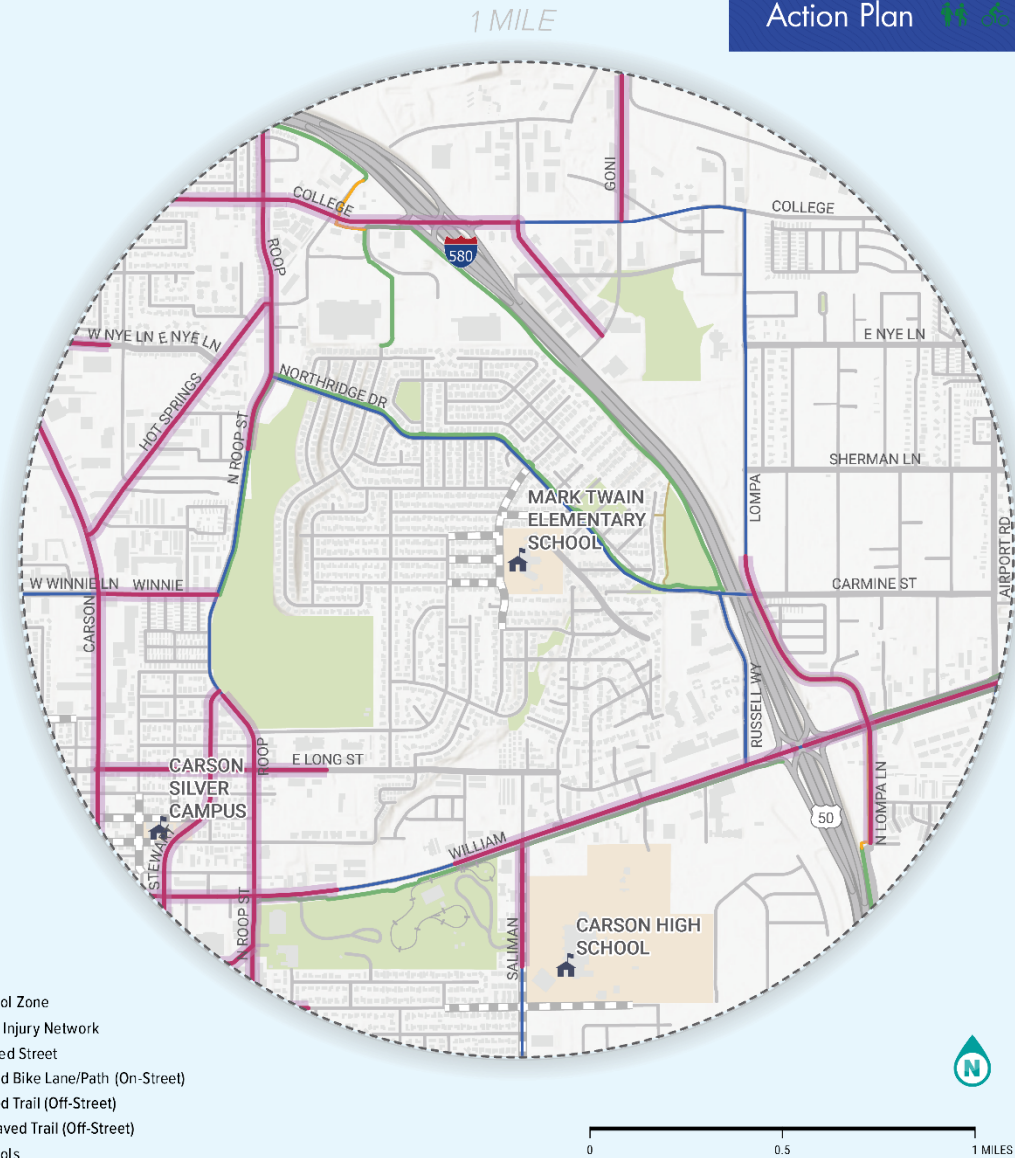 1 MILE
Action Plan
GONI
COLLEGE
COLLEGE
ROOP
580
W NYE LN E NYE LN
E NYE LN
NORTHRIDGE DR
HOT SPRINGS
N ROOP ST
SHERMAN LN
LOMPA
MARK TWAIN
ELEMENTARY
SCHOOL
AIRPORT RD
W WINNIE LN WINNIE
CARMINE ST
CARSON
RUSSELL WY
ROOP
E LONG ST
CARSON
SILVER
CAMPUS
N LOMPA LN
50
WILLIAM
STEWA
N ROOP ST
SALIMAN
CARSON HIGH
SCHOOL
ol Zone
Injury Network
ed Street
d Bike Lane/Path (On-Street)
d Trail (Off-Street)
aved Trail (Off-Street)
ols
N
0 0.5 1 MILES